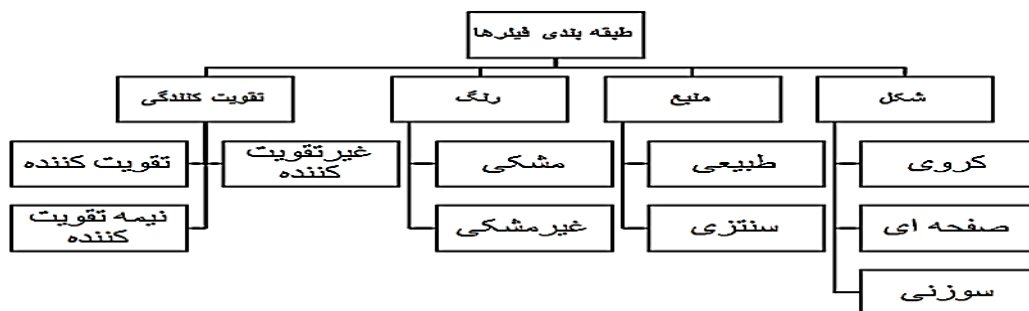 طبقه بندی فیلرها
شکل
منبع
رنگ
تقویت کنندگی
کروی
طبیعی
مشکی
غیرتقویت
کننده
تقویت کننده
صفحه ای
سنتزی
غیرمشکی
نیمه تقویت
کننده
سوزنی